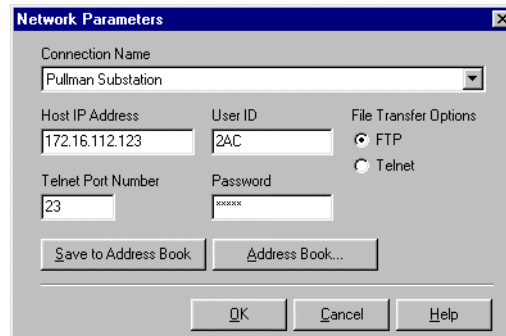 Network Parameters
Connection Name
Pullman Substation
Host IP Address User ID File Transfer Options
172.16.112.123 2AC FTP
Telnet
Telnet Port Number Password
23 xxxxx
Save to Address Book Address Book...
OK Cancel Help